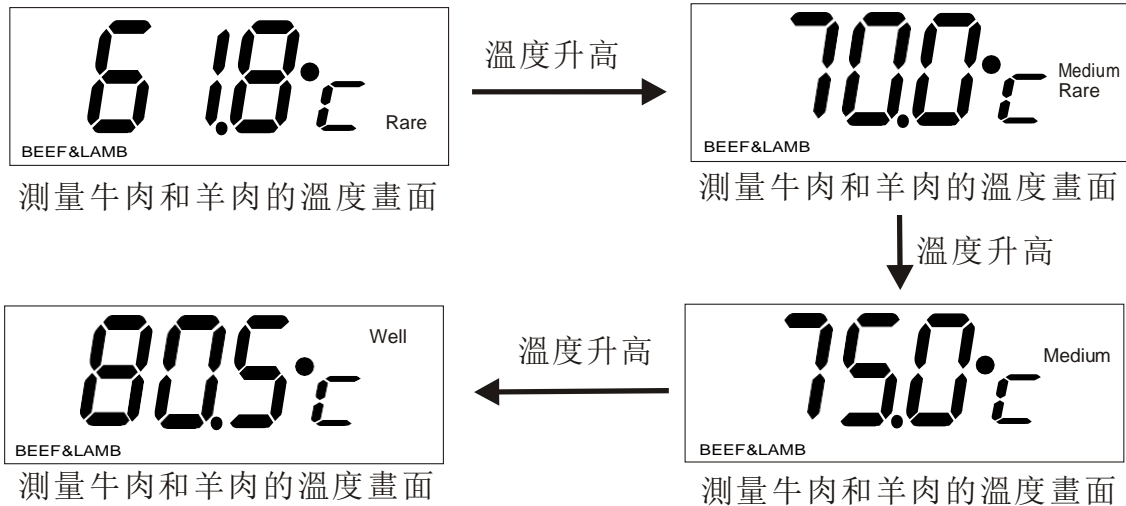 61.8°C
Rare
BEEF&LAMB
測量牛肉和羊肉的溫度畫面
溫度升高
70.0°C
Medium
Rare
BEEF&LAMB
測量牛肉和羊肉的溫度畫面
溫度升高
75.0°C
Medium
BEEF&LAMB
測量牛肉和羊肉的溫度畫面
溫度升高
80.5°C
Well
BEEF&LAMB
測量牛肉和羊肉的溫度畫面